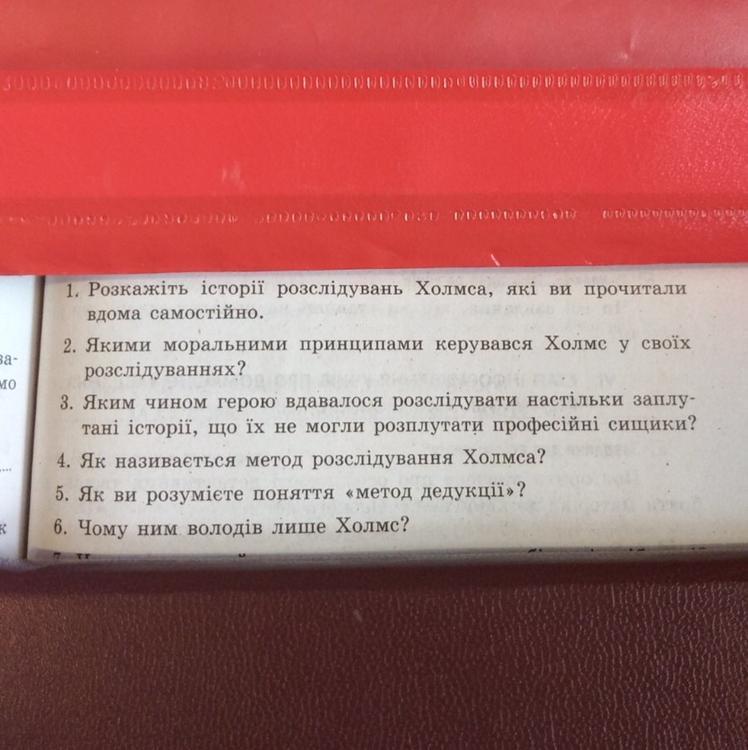 1. Розкажіть історії розслідувань Холмса, які ви прочитали
вдома самостійно.
2. Якими моральними принципами керувався Холмс у своїх
розслідуваннях?
3. Яким чином герою вдавалося розслідувати настільки заплу-
тані історії, що їх не могли розплутати професійні сищики?
4. Як називається метод розслідування Холмса?
5. Як ви розумієте поняття «метод дедукції»?
6. Чому ним володів лише Холмс?